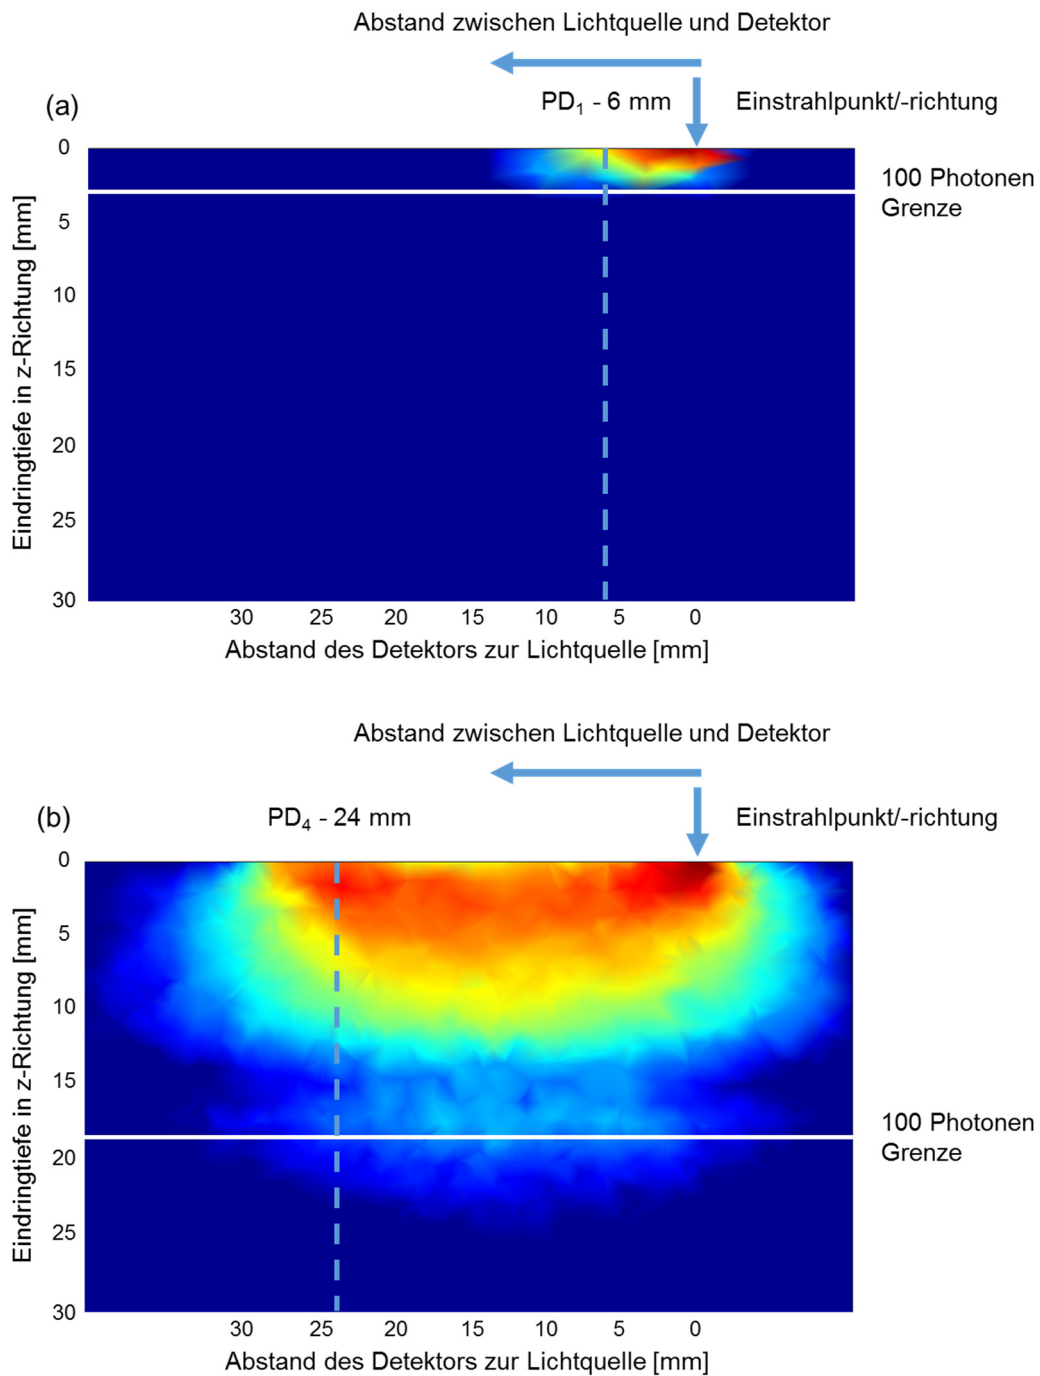 Abstand zwischen Lichtquelle und Detektor
(a)
PD₁ - 6 mm
Einstrahlpunkt/-richtung
0
5
10
15
20
25
30
Eindringtiefe in z-Richtung [mm]
100 Photonen
Grenze
30 25 20 15 10 5 0
Abstand des Detektors zur Lichtquelle [mm]
Abstand zwischen Lichtquelle und Detektor
(b)
PD₄ - 24 mm
Einstrahlpunkt/-richtung
0
5
10
15
20
25
30
Eindringtiefe in z-Richtung [mm]
100 Photonen
Grenze
30 25 20 15 10 5 0
Abstand des Detektors zur Lichtquelle [mm]